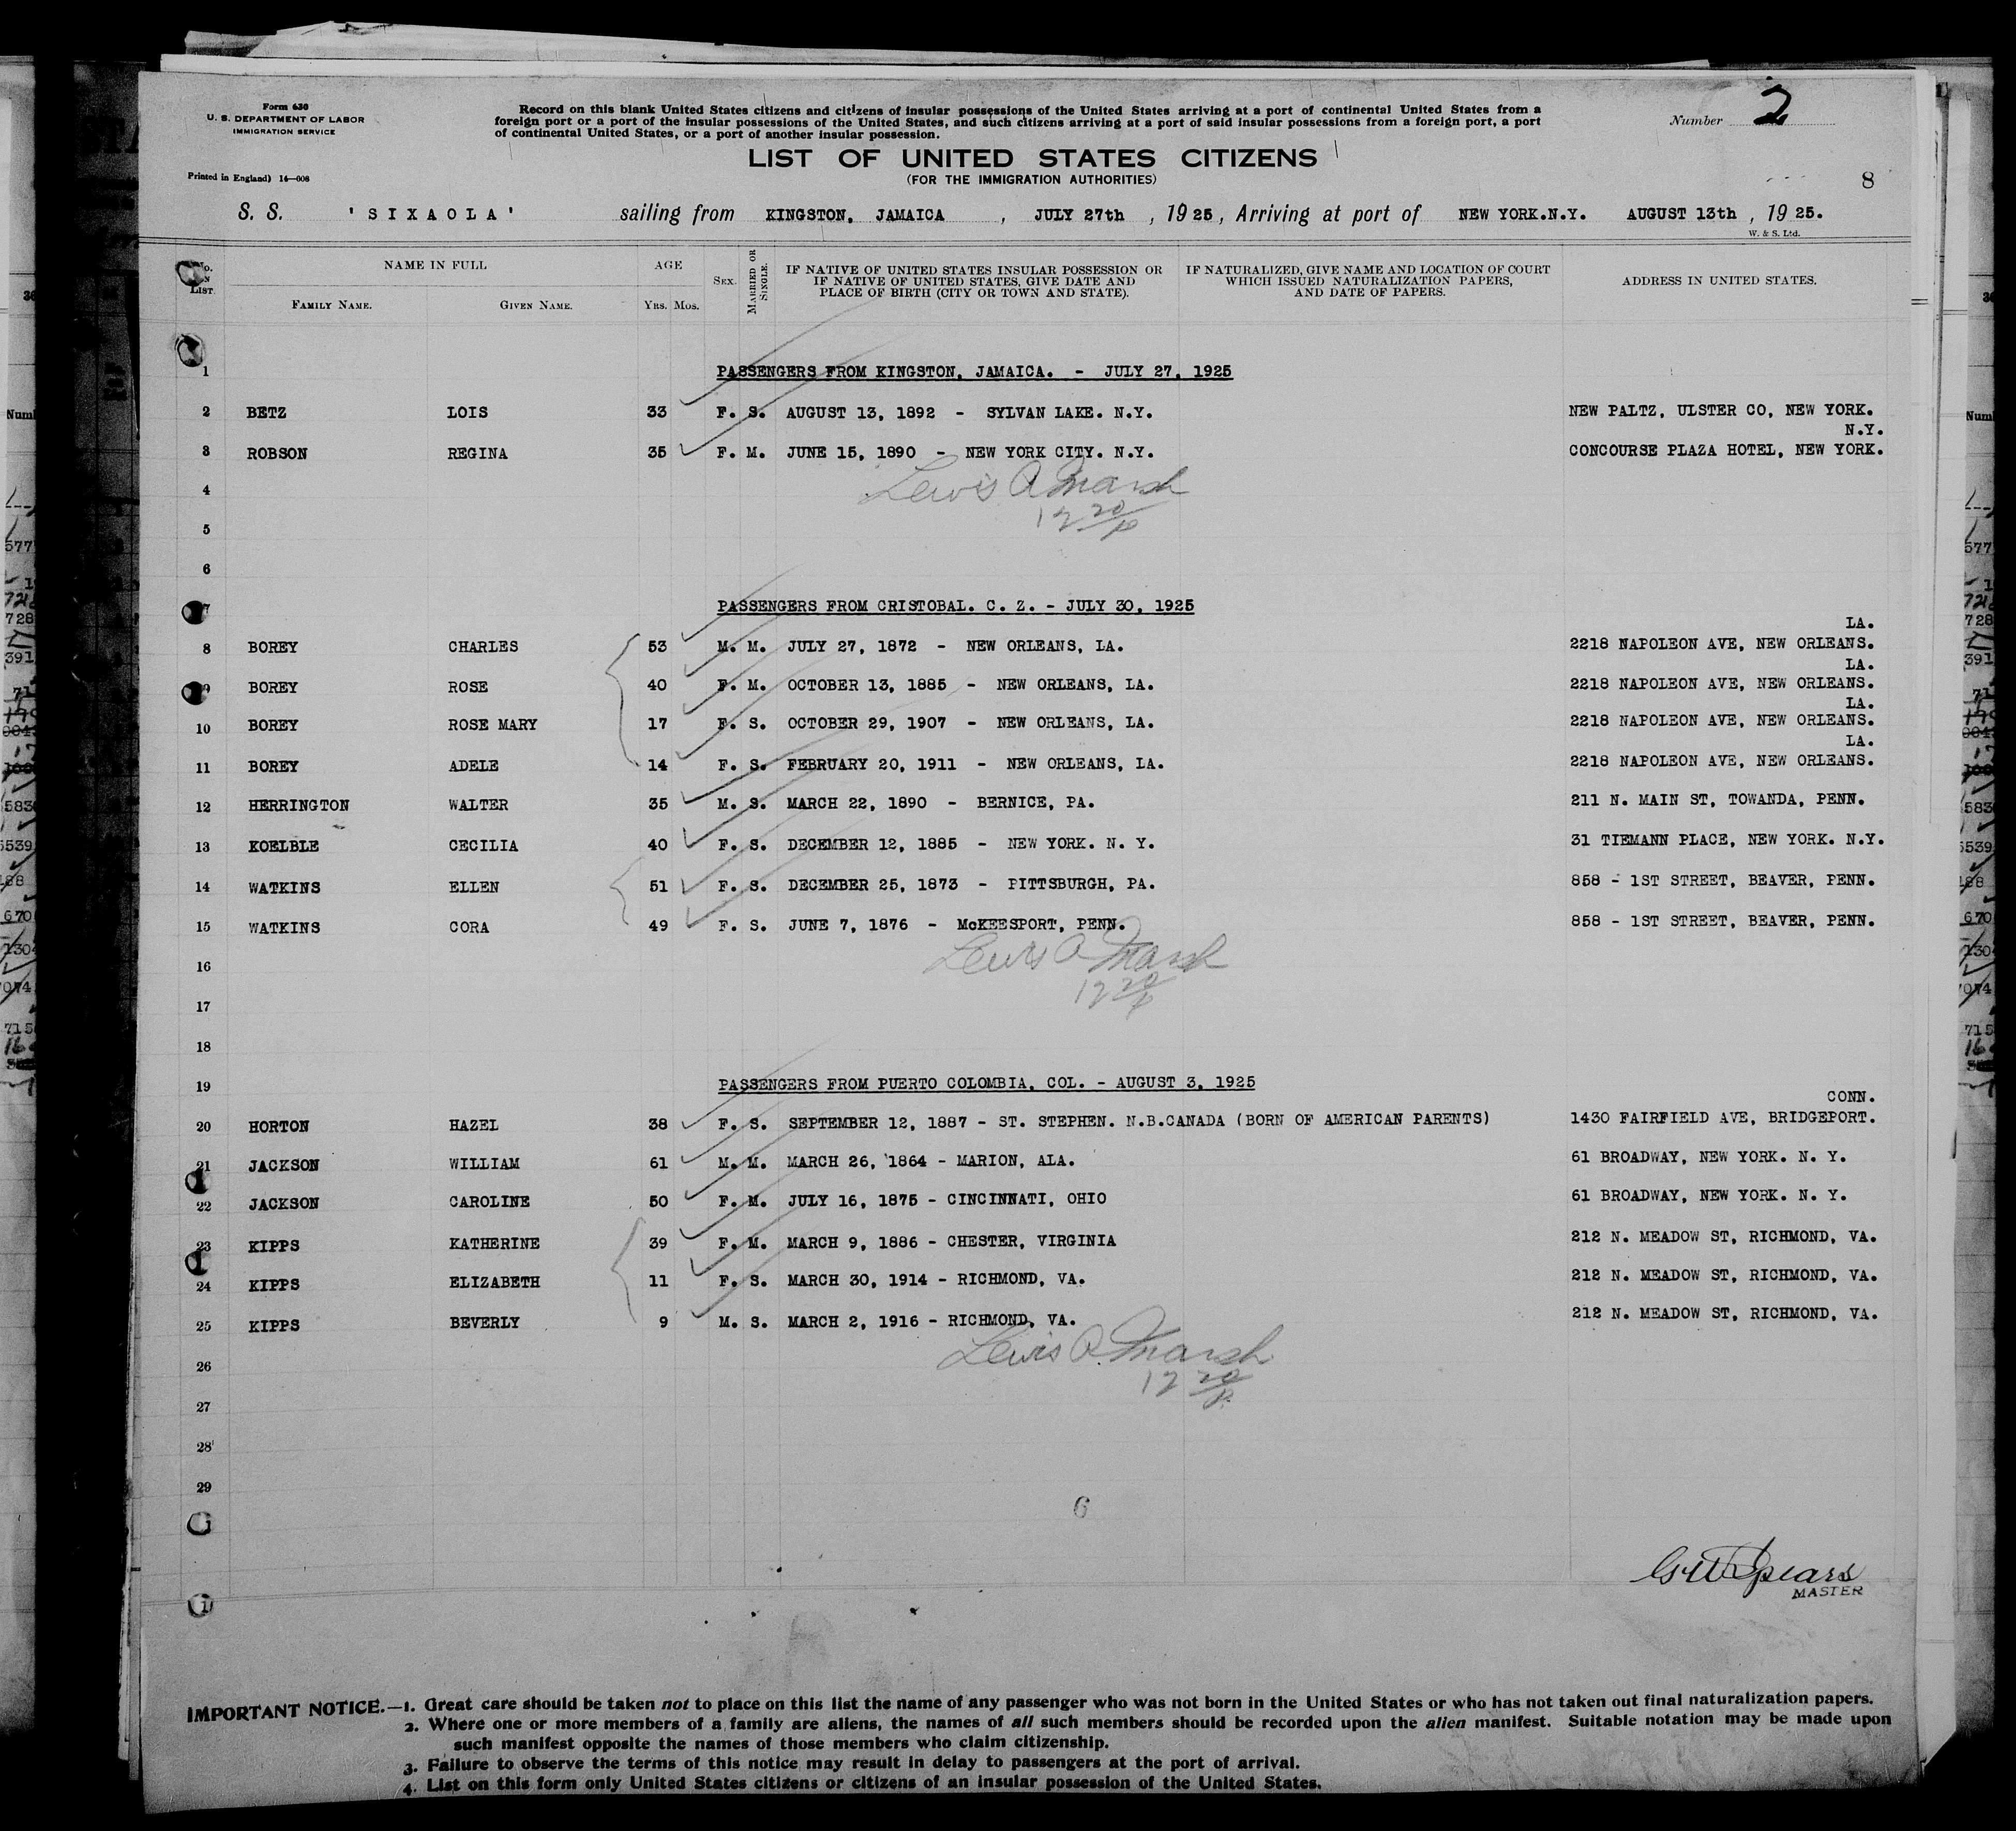 Form 630
U. S. DEPARTMENT OF LABOR
IMMIGRATION SERVICE
Printed in England) 14—608
Record on this blank United States citizens and citizens of insular possessions of the United States arriving at a port of continental United States from a
foreign port or a port of the insular possessions of the United States, and such citizens arriving at a port of said insular possessions from a foreign port, a port
of continental United States, or a port of another insular possession.
Number 2
LIST OF UNITED STATES CITIZENS
(FOR THE IMMIGRATION AUTHORITIES)
8
S. S. 'SIXAOLA' sailing from KINGSTON, JAMAICA , JULY 27th , 1925, Arriving at port of NEW YORK.N.Y. AUGUST 13th , 1925.
W. & S. Ltd.
No. on List. NAME IN FULL AGE Sex. Married or Single. IF NATIVE OF UNITED STATES INSULAR POSSESSION OR IF NATIVE OF UNITED STATES, GIVE DATE AND PLACE OF BIRTH (CITY OR TOWN AND STATE). IF NATURALIZED, GIVE NAME AND LOCATION OF COURT WHICH ISSUED NATURALIZATION PAPERS, AND DATE OF PAPERS. ADDRESS IN UNITED STATES.
Family Name. Given Name. Yrs. Mos.
1 PASSENGERS FROM KINGSTON, JAMAICA. - JULY 27, 1925
2 BETZ LOIS 33 F. S. AUGUST 13, 1892 - SYLVAN LAKE. N.Y. NEW PALTZ, ULSTER CO, NEW YORK.
N.Y.
3 ROBSON REGINA 35 F. M. JUNE 15, 1890 - NEW YORK CITY. N.Y. CONCOURSE PLAZA HOTEL, NEW YORK.
4 Lewis A Marsh
5 12 20/p
6
7 PASSENGERS FROM CRISTOBAL. C. Z. - JULY 30, 1925
LA.
8 BOREY CHARLES 53 M. M. JULY 27, 1872 - NEW ORLEANS, LA. 2218 NAPOLEON AVE, NEW ORLEANS.
LA.
9 BOREY ROSE 40 F. M. OCTOBER 13, 1885 - NEW ORLEANS, LA. 2218 NAPOLEON AVE, NEW ORLEANS.
LA.
10 BOREY ROSE MARY 17 F. S. OCTOBER 29, 1907 - NEW ORLEANS, LA. 2218 NAPOLEON AVE, NEW ORLEANS.
LA.
11 BOREY ADELE 14 F. S. FEBRUARY 20, 1911 - NEW ORLEANS, LA. 2218 NAPOLEON AVE, NEW ORLEANS.
12 HERRINGTON WALTER 35 M. S. MARCH 22, 1890 - BERNICE, PA. 211 N. MAIN ST, TOWANDA, PENN.
13 KOELBLE CECILIA 40 F. S. DECEMBER 12, 1885 - NEW YORK. N. Y. 31 TIEMANN PLACE, NEW YORK. N.Y.
14 WATKINS ELLEN 51 F. S. DECEMBER 25, 1873 - PITTSBURGH, PA. 858 - 1ST STREET, BEAVER, PENN.
15 WATKINS CORA 49 F. S. JUNE 7, 1876 - McKEESPORT, PENN. 858 - 1ST STREET, BEAVER, PENN.
16 Lewis A Marsh
17 12 20/p
18
19 PASSENGERS FROM PUERTO COLOMBIA, COL. - AUGUST 3, 1925
CONN.
20 HORTON HAZEL 38 F. S. SEPTEMBER 12, 1887 - ST. STEPHEN. N.B.CANADA (BORN OF AMERICAN PARENTS) 1430 FAIRFIELD AVE, BRIDGEPORT.
21 JACKSON WILLIAM 61 M. M. MARCH 26, 1864 - MARION, ALA. 61 BROADWAY, NEW YORK. N. Y.
22 JACKSON CAROLINE 50 F. M. JULY 16, 1875 - CINCINNATI, OHIO 61 BROADWAY, NEW YORK. N. Y.
23 KIPPS KATHERINE 39 F. M. MARCH 9, 1886 - CHESTER, VIRGINIA 212 N. MEADOW ST, RICHMOND, VA.
24 KIPPS ELIZABETH 11 F. S. MARCH 30, 1914 - RICHMOND, VA. 212 N. MEADOW ST, RICHMOND, VA.
25 KIPPS BEVERLY 9 M. S. MARCH 2, 1916 - RICHMOND, VA. 212 N. MEADOW ST, RICHMOND, VA.
26 Lewis A. Marsh
27 12 20/p.
28
29
6
Spears
MASTER
IMPORTANT NOTICE.—1. Great care should be taken not to place on this list the name of any passenger who was not born in the United States or who has not taken out final naturalization papers.
2. Where one or more members of a family are aliens, the names of all such members should be recorded upon the alien manifest. Suitable notation may be made upon
such manifest opposite the names of those members who claim citizenship.
3. Failure to observe the terms of this notice may result in delay to passengers at the port of arrival.
4. List on this form only United States citizens or citizens of an insular possession of the United States.